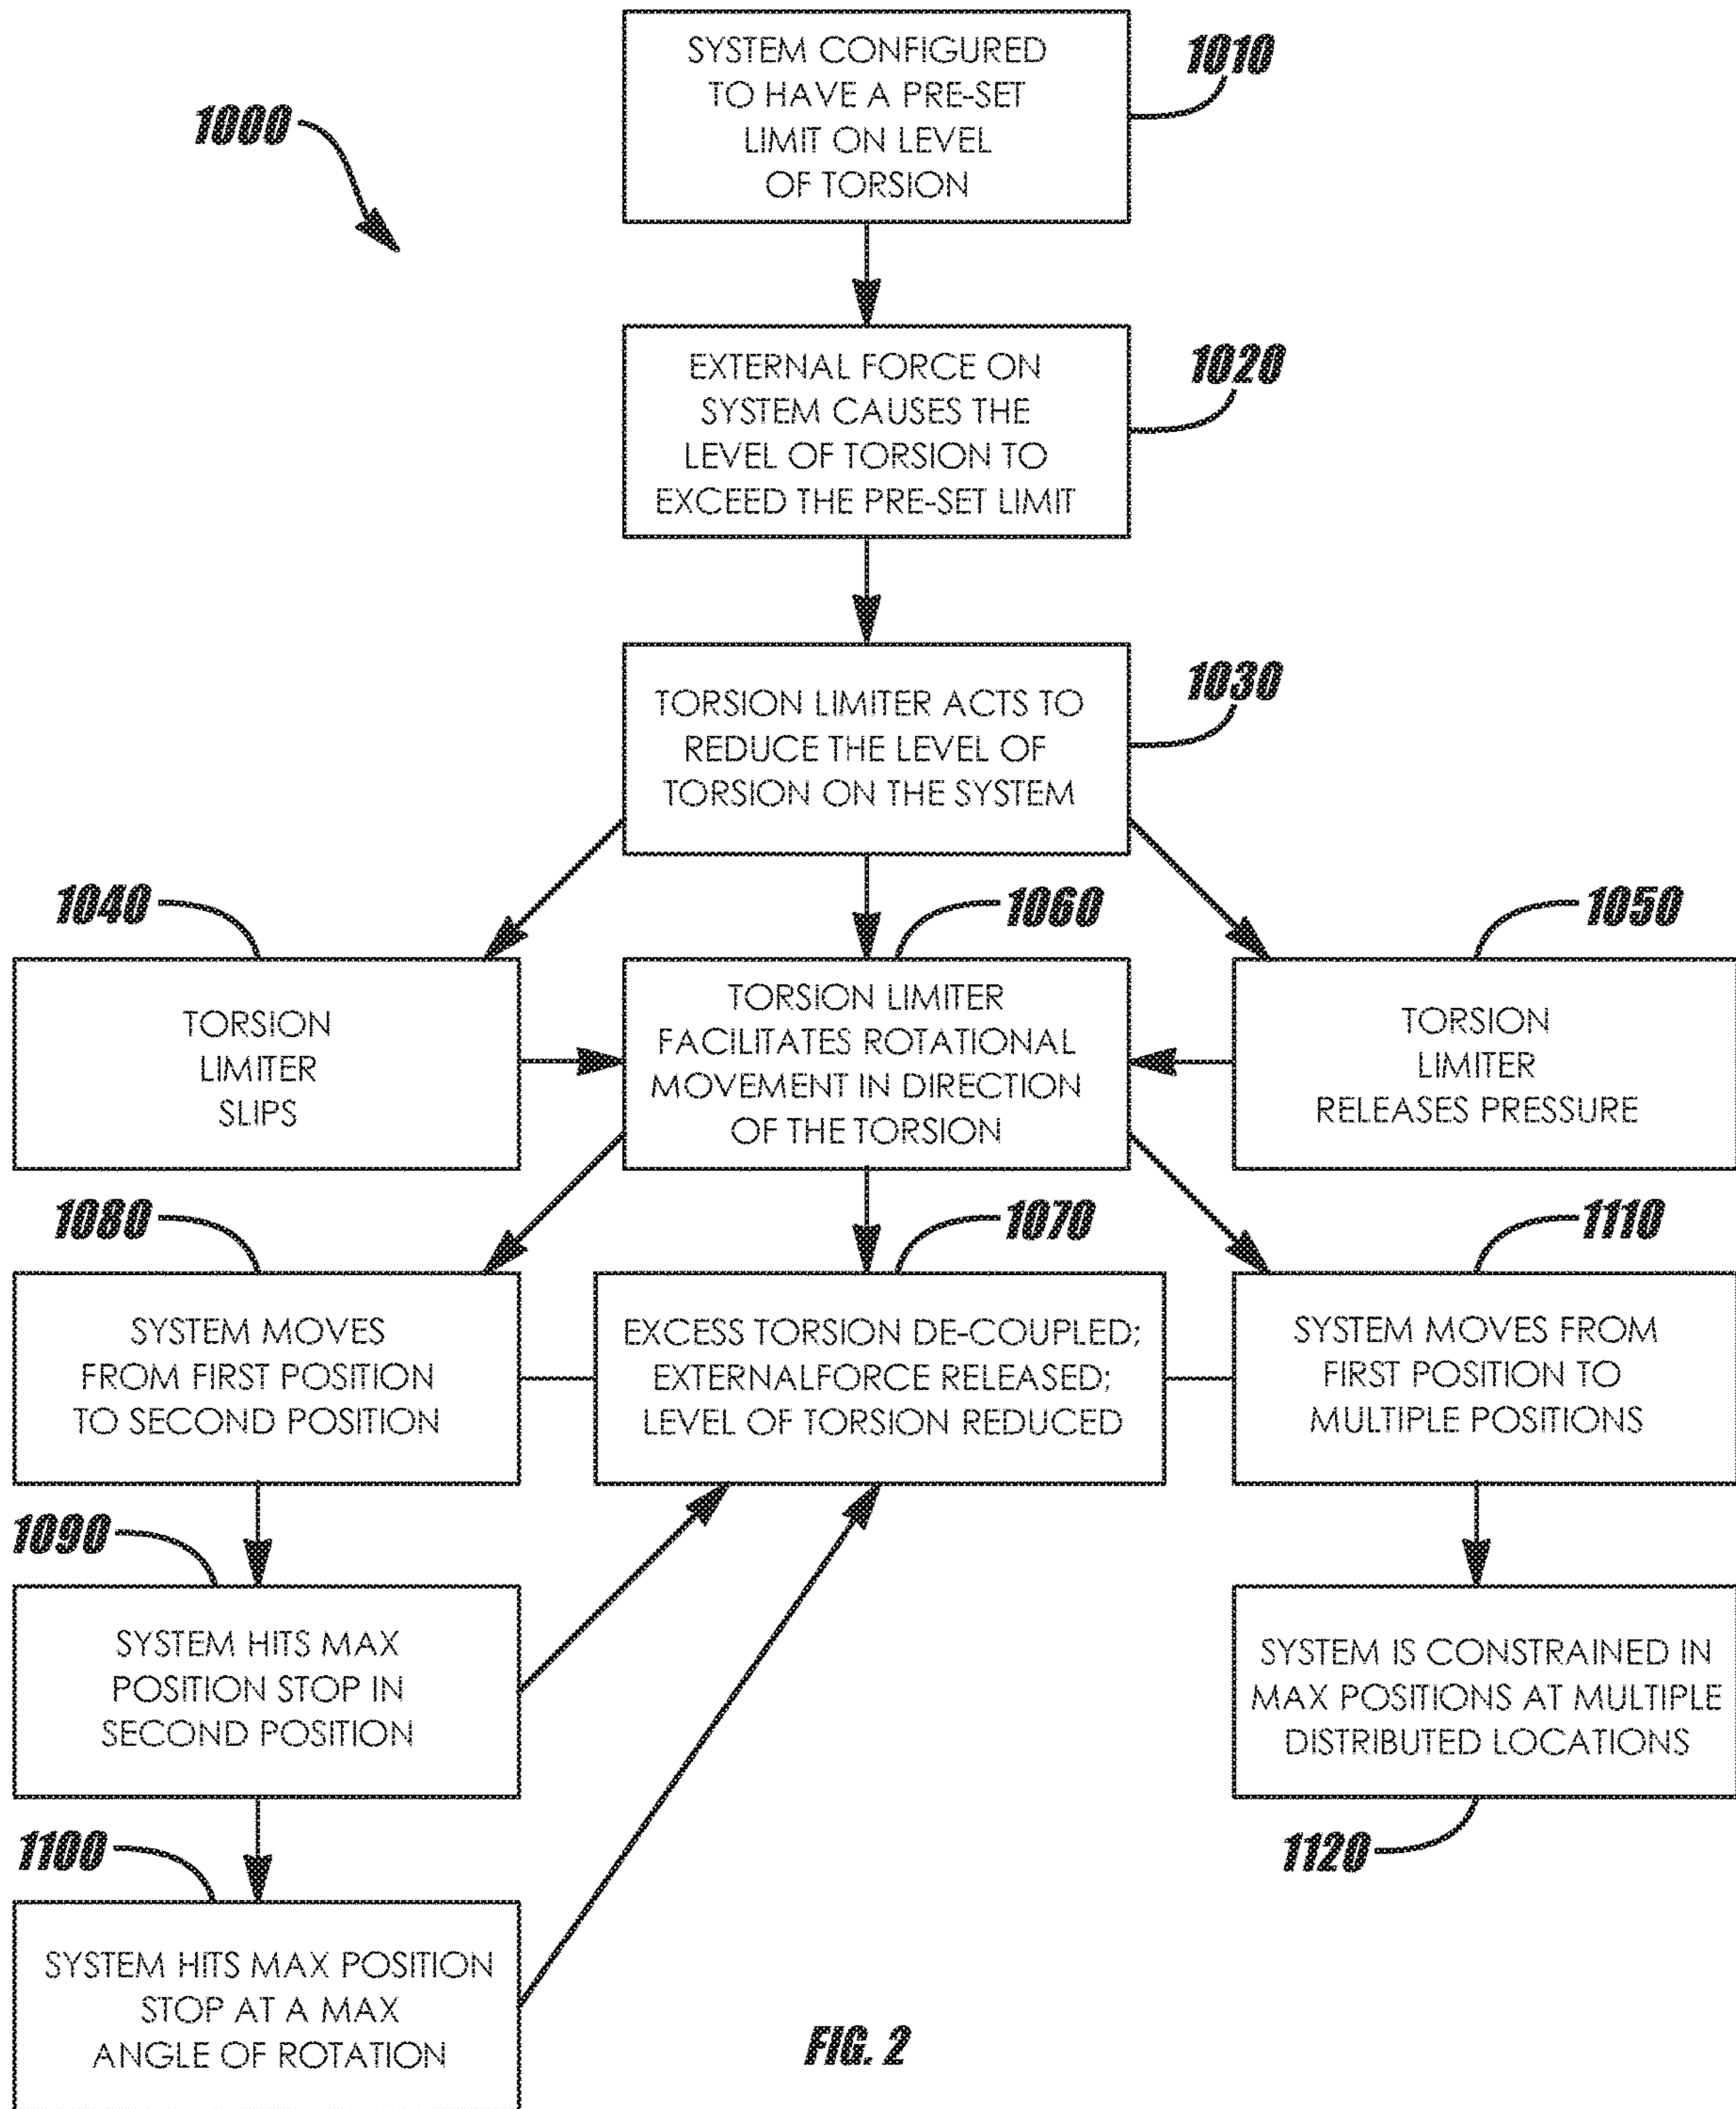 SYSTEM CONFIGURED
TO HAVE A PRE-SET
LIMIT ON LEVEL
OF TORSION
1010
1000
EXTERNAL FORCE ON
SYSTEM CAUSES THE
LEVEL OF TORSION TO
EXCEED THE PRE-SET LIMIT
1020
TORSION LIMITER ACTS TO
REDUCE THE LEVEL OF
TORSION ON THE SYSTEM
1030
1040
TORSION
LIMITER
SLIPS
1060
TORSION LIMITER
FACILITATES ROTATIONAL
MOVEMENT IN DIRECTION
OF THE TORSION
1050
TORSION
LIMITER
RELEASES PRESSURE
1080
SYSTEM MOVES
FROM FIRST POSITION
TO SECOND POSITION
1070
EXCESS TORSION DE-COUPLED;
EXTERNALFORCE RELEASED;
LEVEL OF TORSION REDUCED
1110
SYSTEM MOVES FROM
FIRST POSITION TO
MULTIPLE POSITIONS
1090
SYSTEM HITS MAX
POSITION STOP IN
SECOND POSITION
SYSTEM IS CONSTRAINED IN
MAX POSITIONS AT MULTIPLE
DISTRIBUTED LOCATIONS
1120
1100
SYSTEM HITS MAX POSITION
STOP AT A MAX
ANGLE OF ROTATION
FIG. 2